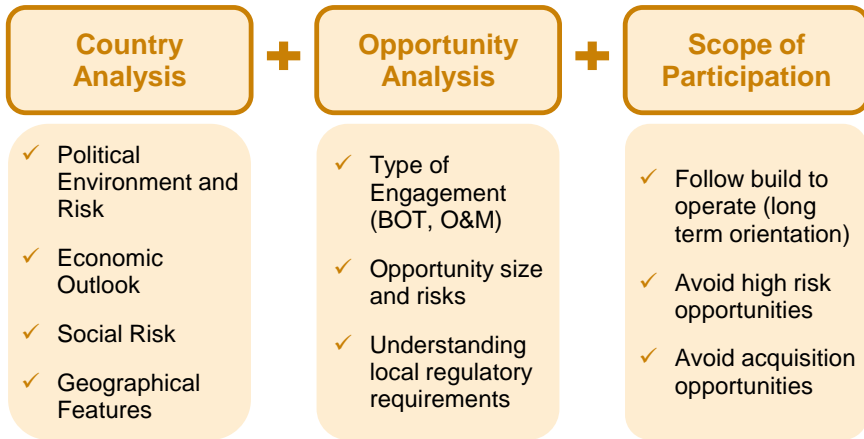 Country
Analysis
Opportunity
Analysis
Scope of
Participation
✓ Political
Environment and
Risk
✓ Economic
Outlook
✓ Social Risk
✓ Geographical
Features
✓ Type of
Engagement
(BOT, O&M)
✓ Opportunity size
and risks
✓ Understanding
local regulatory
requirements
✓ Follow build to
operate (long
term orientation)
✓ Avoid high risk
opportunities
✓ Avoid acquisition
opportunities